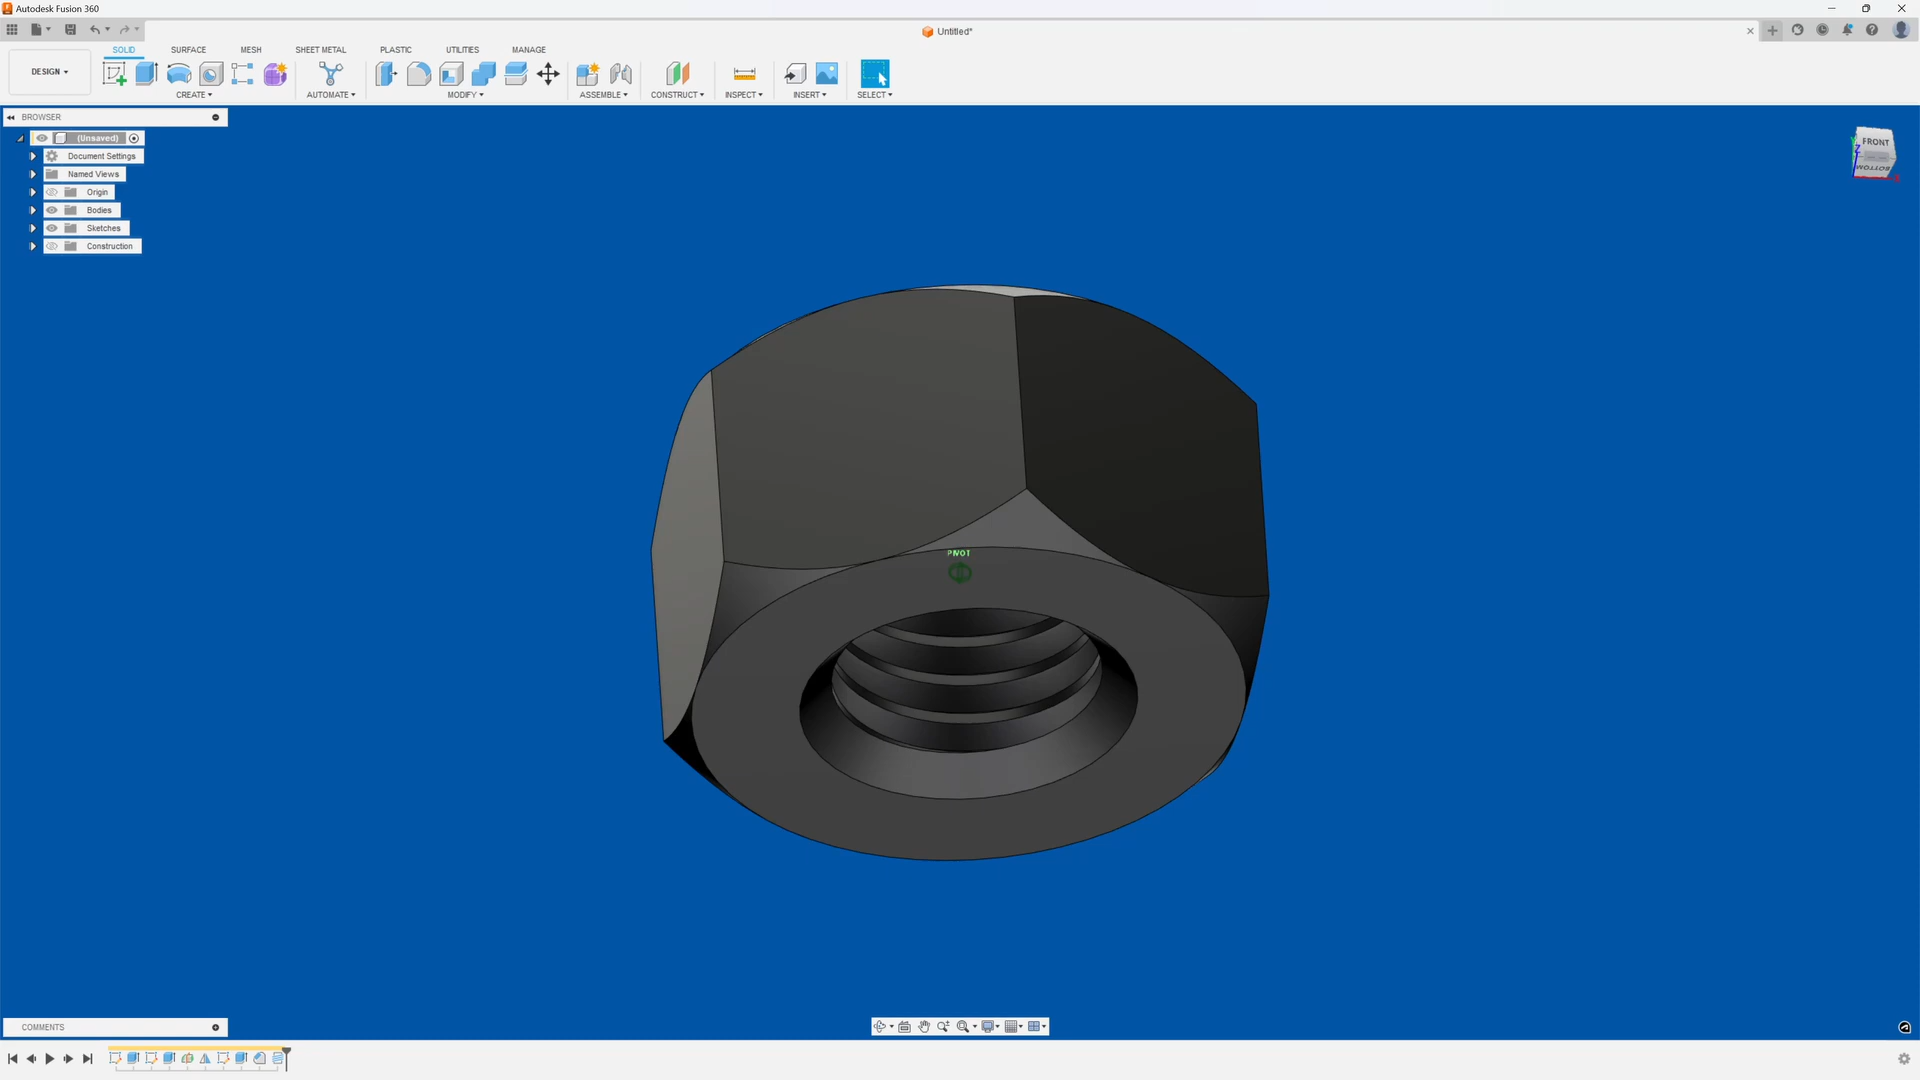 Autodesk Fusion 360
Untitled*
SOLID SURFACE MESH SHEET METAL PLASTIC UTILITIES MANAGE
DESIGN
CREATE AUTOMATE MODIFY ASSEMBLE CONSTRUCT INSPECT INSERT SELECT
BROWSER
(Unsaved)
Document Settings
Named Views
Origin
Bodies
Sketches
Construction
FRONT
BOTTOM
Z
PIVOT
COMMENTS